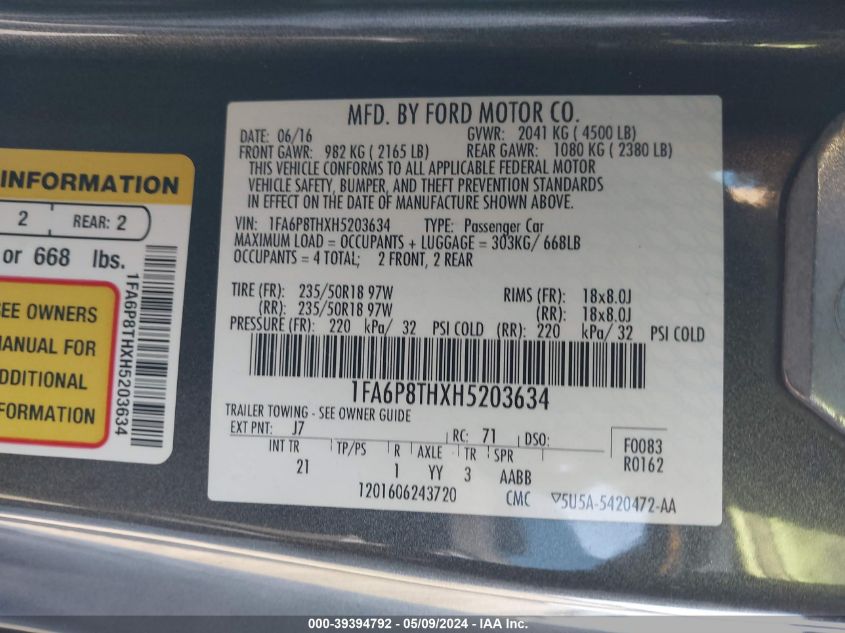 INFORMATION
2 REAR: 2
or 668 lbs.
SEE OWNERS
MANUAL FOR
ADDITIONAL
INFORMATION
1FA6P8THXH5203634
MFD. BY FORD MOTOR CO.
DATE: 06/16 GVWR: 2041 KG ( 4500 LB)
FRONT GAWR: 982 KG ( 2165 LB) REAR GAWR: 1080 KG ( 2380 LB)
THIS VEHICLE CONFORMS TO ALL APPLICABLE FEDERAL MOTOR
VEHICLE SAFETY, BUMPER, AND THEFT PREVENTION STANDARDS
IN EFFECT ON THE DATE OF MANUFACTURE SHOWN ABOVE.
VIN: 1FA6P8THXH5203634 TYPE: Passenger Car
MAXIMUM LOAD = OCCUPANTS + LUGGAGE = 303KG/ 668LB
OCCUPANTS = 4 TOTAL; 2 FRONT, 2 REAR
TIRE (FR): 235/50R18 97W RIMS (FR): 18x8.0J
(RR): 235/50R18 97W (RR): 18x8.0J
PRESSURE (FR): 220 kPa/ 32 PSI COLD (RR): 220 kPa/ 32 PSI COLD
1FA6P8THXH5203634
TRAILER TOWING - SEE OWNER GUIDE
EXT PNT: J7 RC: 71 DSO: F0083
INT TR TP/PS R AXLE TR SPR R0162
21 1 YY 3 AABB
1201606243720 CMC ▽5U5A-5420472-AA
000-39394792 - 05/09/2024 - IAA Inc.